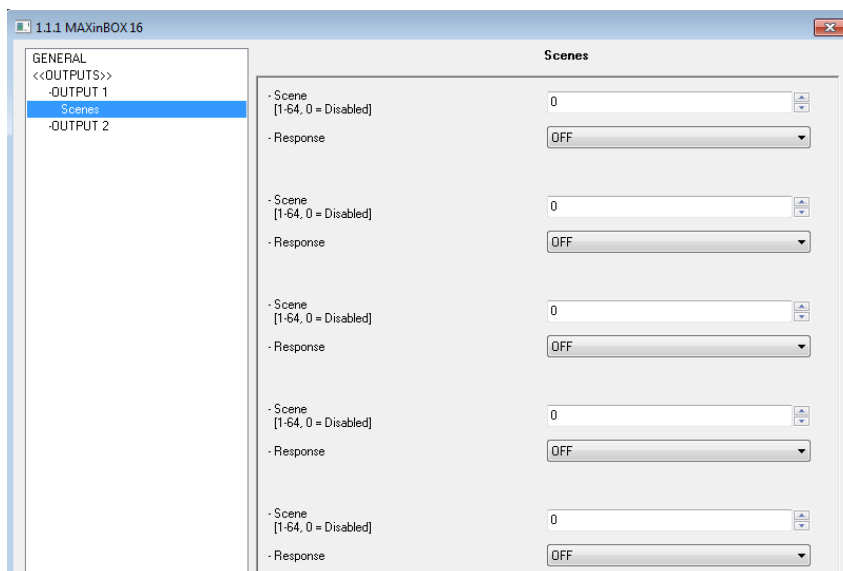 1.1.1 MAXinBOX 16
GENERAL
<<OUTPUTS>>
-OUTPUT 1
Scenes
-OUTPUT 2
Scenes
- Scene
[1-64, 0 = Disabled]
0
- Response
OFF
- Scene
[1-64, 0 = Disabled]
0
- Response
OFF
- Scene
[1-64, 0 = Disabled]
0
- Response
OFF
- Scene
[1-64, 0 = Disabled]
0
- Response
OFF
- Scene
[1-64, 0 = Disabled]
0
- Response
OFF